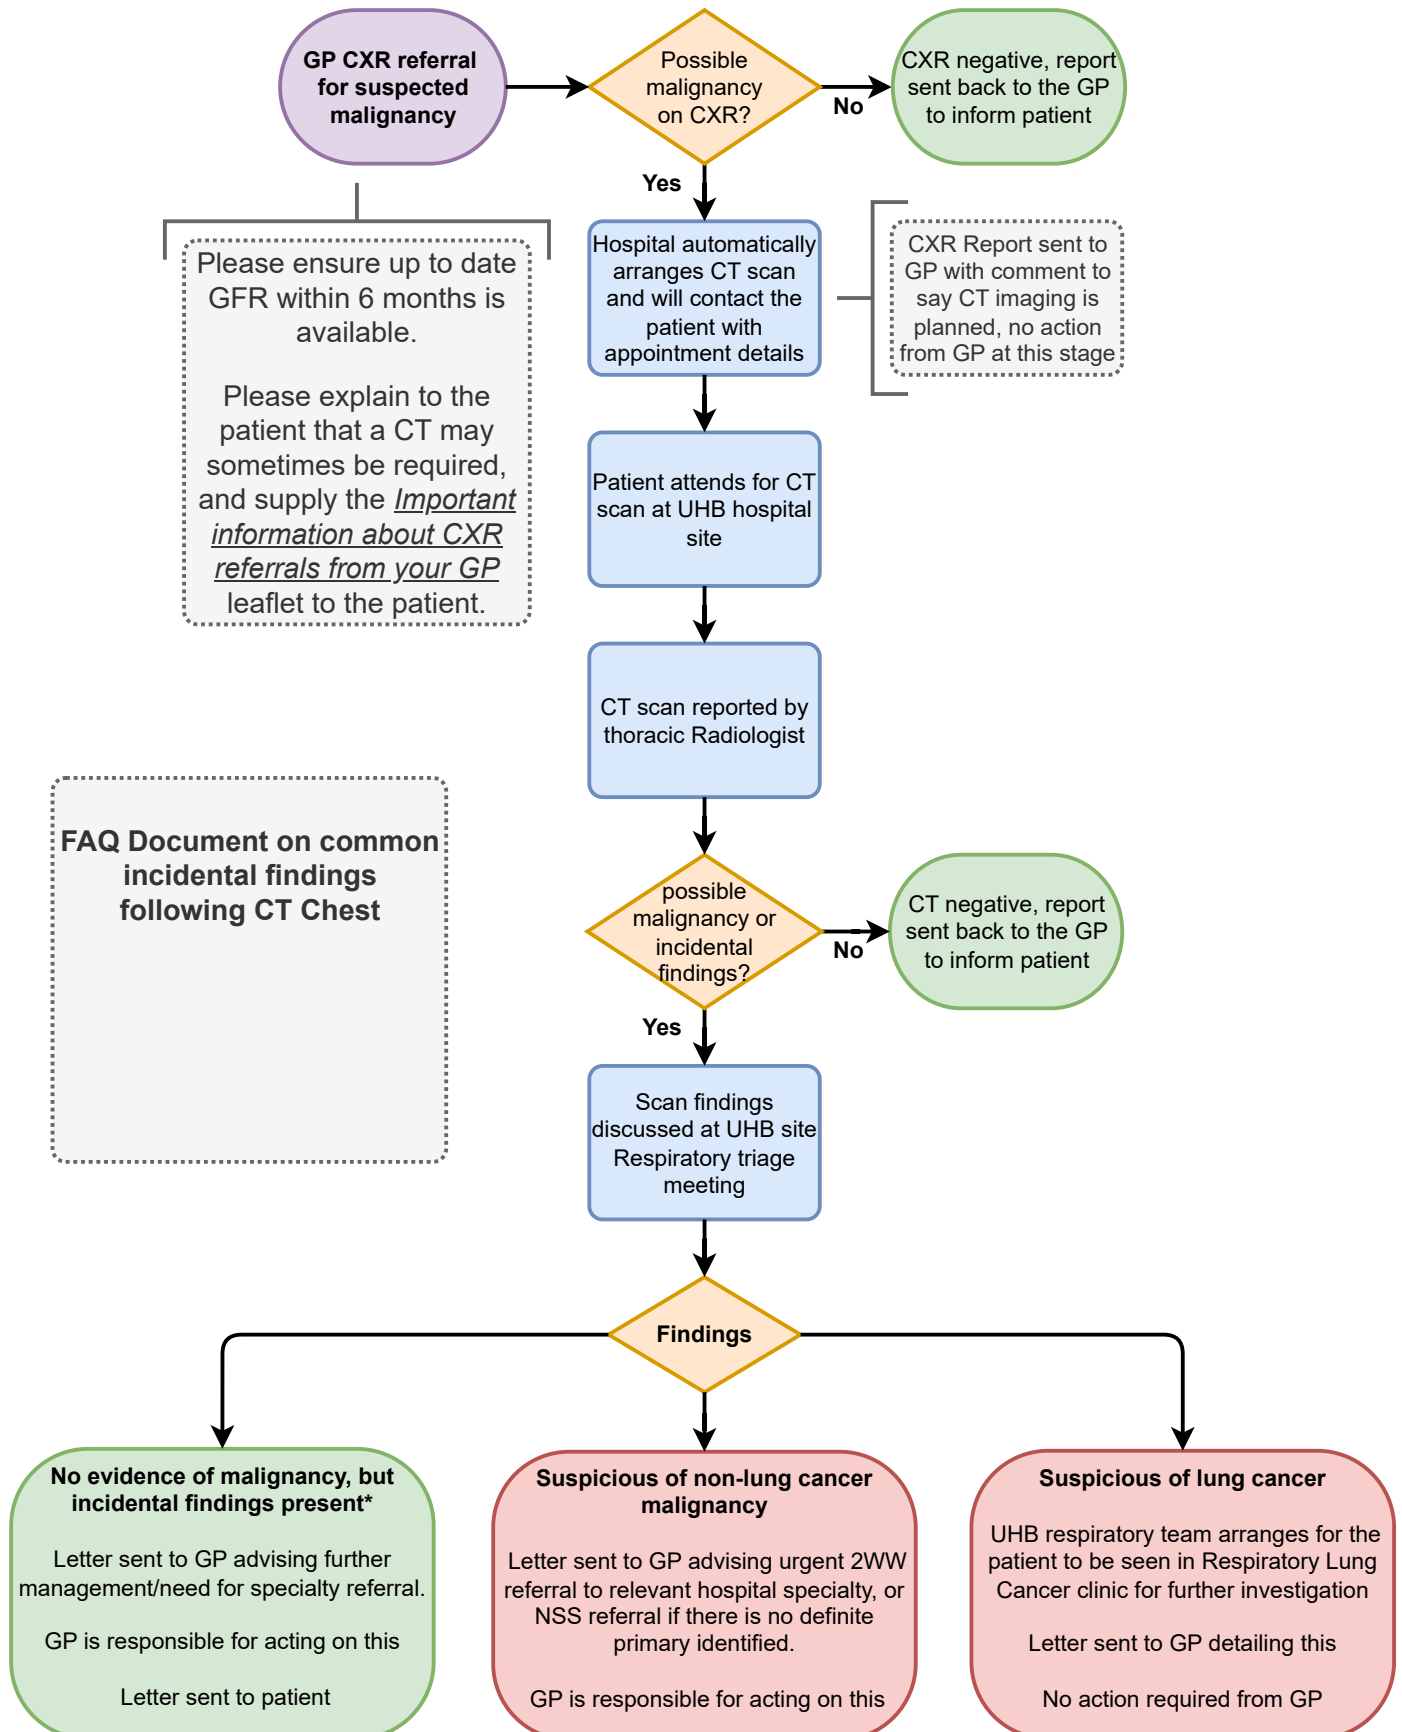 GP CXR referral
for suspected
malignancy
Possible
malignancy
on CXR?
No
CXR negative, report
sent back to the GP
to inform patient
Yes
Please ensure up to date
GFR within 6 months is
available.
Please explain to the
patient that a CT may
sometimes be required,
and supply the Important
information about CXR
referrals from your GP
leaflet to the patient.
Hospital automatically
arranges CT scan
and will contact the
patient with
appointment details
CXR Report sent to
GP with comment to
say CT imaging is
planned, no action
from GP at this stage
Patient attends for CT
scan at UHB hospital
site
CT scan reported by
thoracic Radiologist
FAQ Document on common
incidental findings
following CT Chest
possible
malignancy or
incidental
findings?
No
CT negative, report
sent back to the GP
to inform patient
Yes
Scan findings
discussed at UHB site
Respiratory triage
meeting
Findings
No evidence of malignancy, but
incidental findings present*
Letter sent to GP advising further
management/need for specialty referral.
GP is responsible for acting on this
Letter sent to patient
Suspicious of non-lung cancer
malignancy
Letter sent to GP advising urgent 2WW
referral to relevant hospital specialty, or
NSS referral if there is no definite
primary identified.
GP is responsible for acting on this
Suspicious of lung cancer
UHB respiratory team arranges for the
patient to be seen in Respiratory Lung
Cancer clinic for further investigation
Letter sent to GP detailing this
No action required from GP